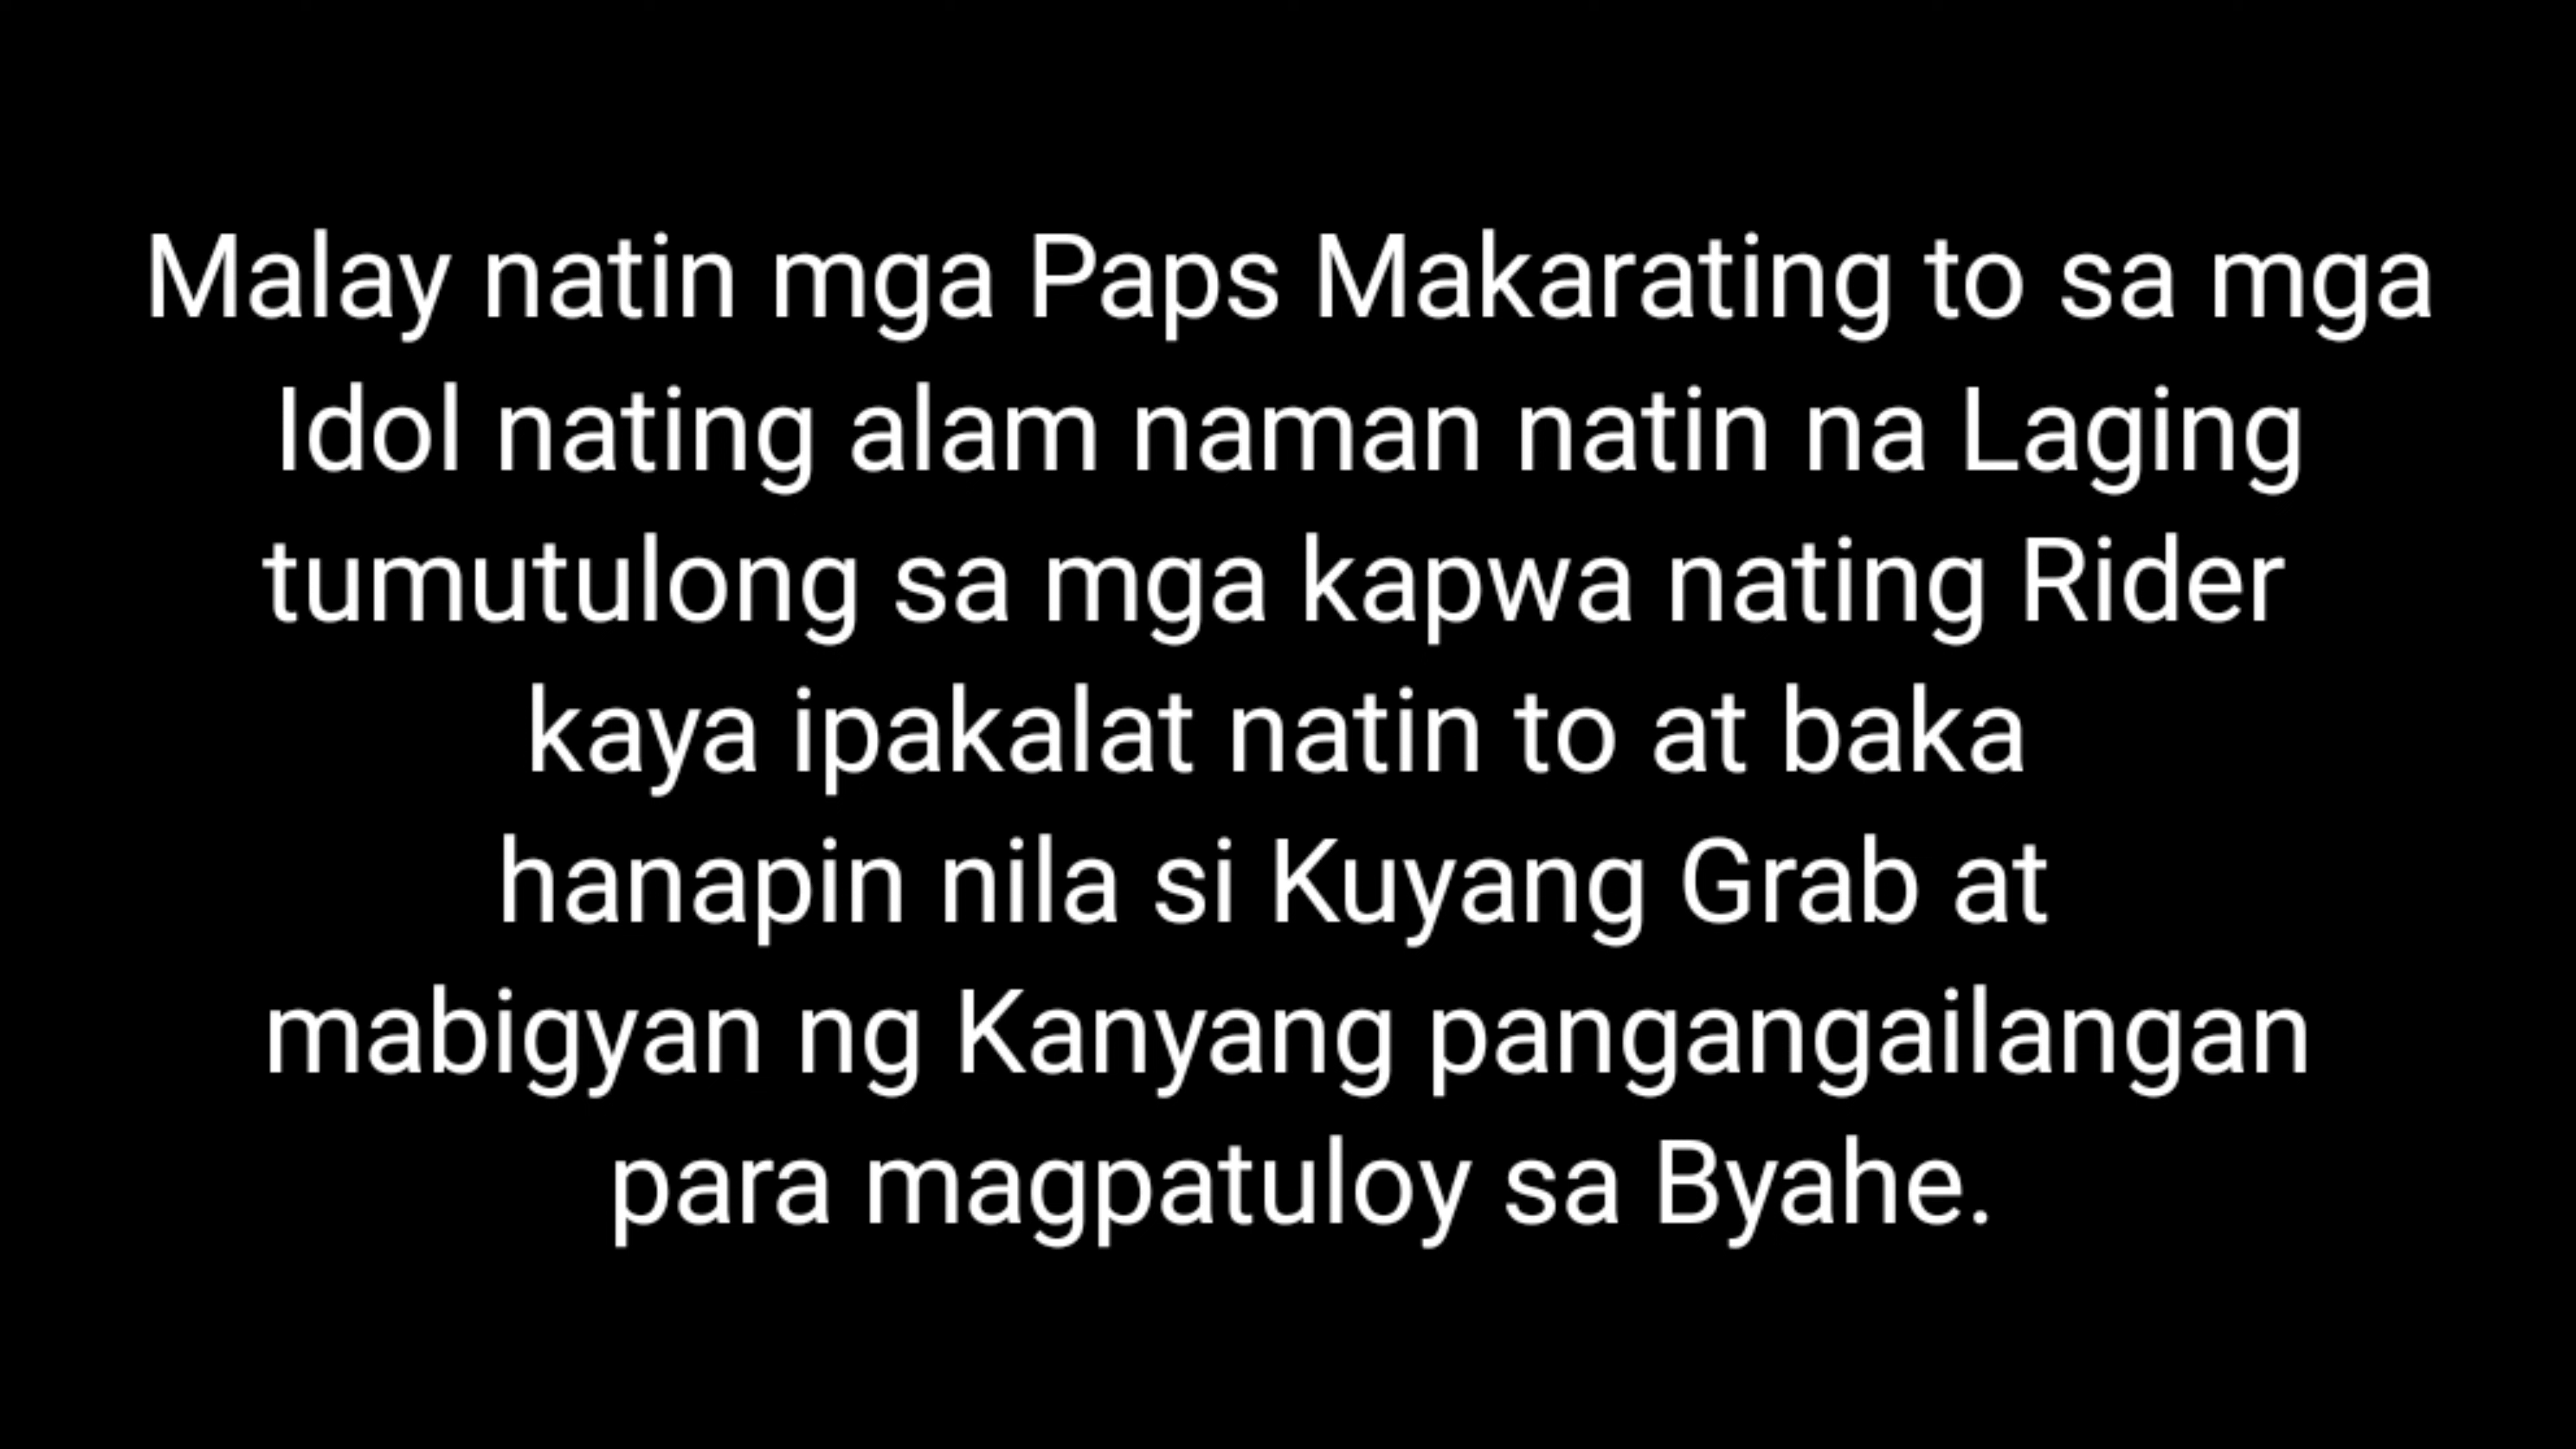 Malay natin mga Paps Makarating to sa mga
Idol nating alam naman natin na Laging
tumutulong sa mga kapwa nating Rider
kaya ipakalat natin to at baka
hanapin nila si Kuyang Grab at
mabigyan ng Kanyang pangangailangan
para magpatuloy sa Byahe.